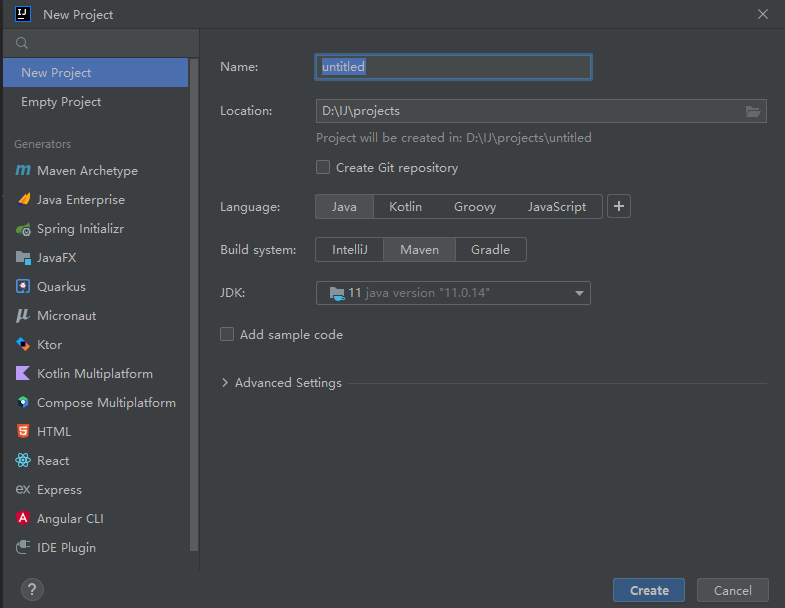 New Project
New Project
Empty Project
Generators
Maven Archetype
Java Enterprise
Spring Initializr
JavaFX
Quarkus
Micronaut
Ktor
Kotlin Multiplatform
Compose Multiplatform
HTML
React
Express
Angular CLI
IDE Plugin
Name: untitled
Location: D:\IJ\projects
Project will be created in: D:\IJ\projects\untitled
Create Git repository
Language: Java Kotlin Groovy JavaScript +
Build system: IntelliJ Maven Gradle
JDK: 11 java version "11.0.14"
Add sample code
Advanced Settings
? Create Cancel